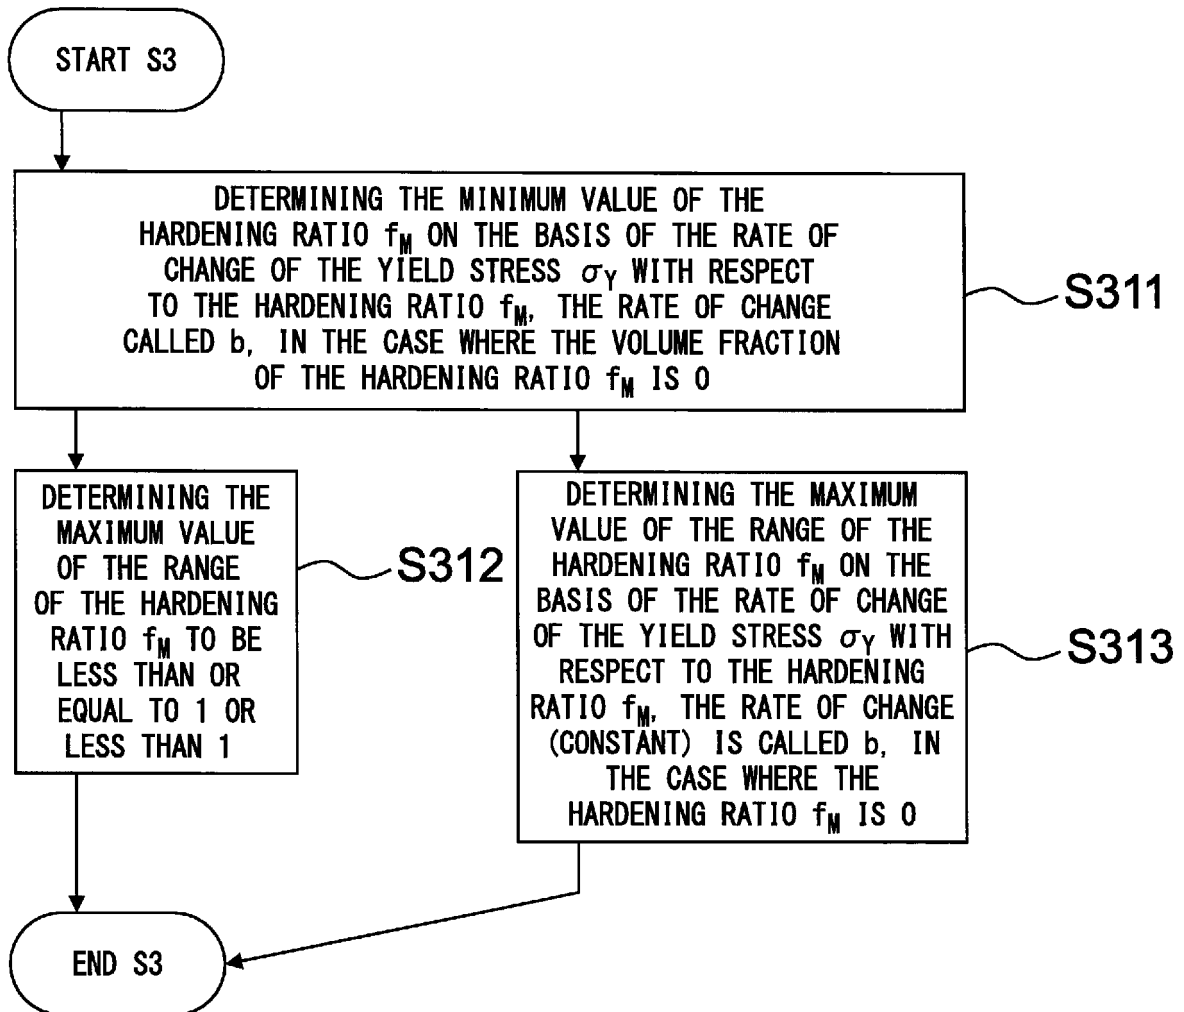 START S3
DETERMINING THE MINIMUM VALUE OF THE
HARDENING RATIO fM ON THE BASIS OF THE RATE OF
CHANGE OF THE YIELD STRESS σY WITH RESPECT
TO THE HARDENING RATIO fM, THE RATE OF CHANGE
CALLED b, IN THE CASE WHERE THE VOLUME FRACTION
OF THE HARDENING RATIO fM IS 0
S311
DETERMINING THE
MAXIMUM VALUE
OF THE RANGE
OF THE HARDENING
RATIO fM TO BE
LESS THAN OR
EQUAL TO 1 OR
LESS THAN 1
S312
DETERMINING THE MAXIMUM
VALUE OF THE RANGE OF THE
HARDENING RATIO fM ON THE
BASIS OF THE RATE OF CHANGE
OF THE YIELD STRESS σY WITH
RESPECT TO THE HARDENING
RATIO fM, THE RATE OF CHANGE
(CONSTANT) IS CALLED b, IN
THE CASE WHERE THE
HARDENING RATIO fM IS 0
S313
END S3